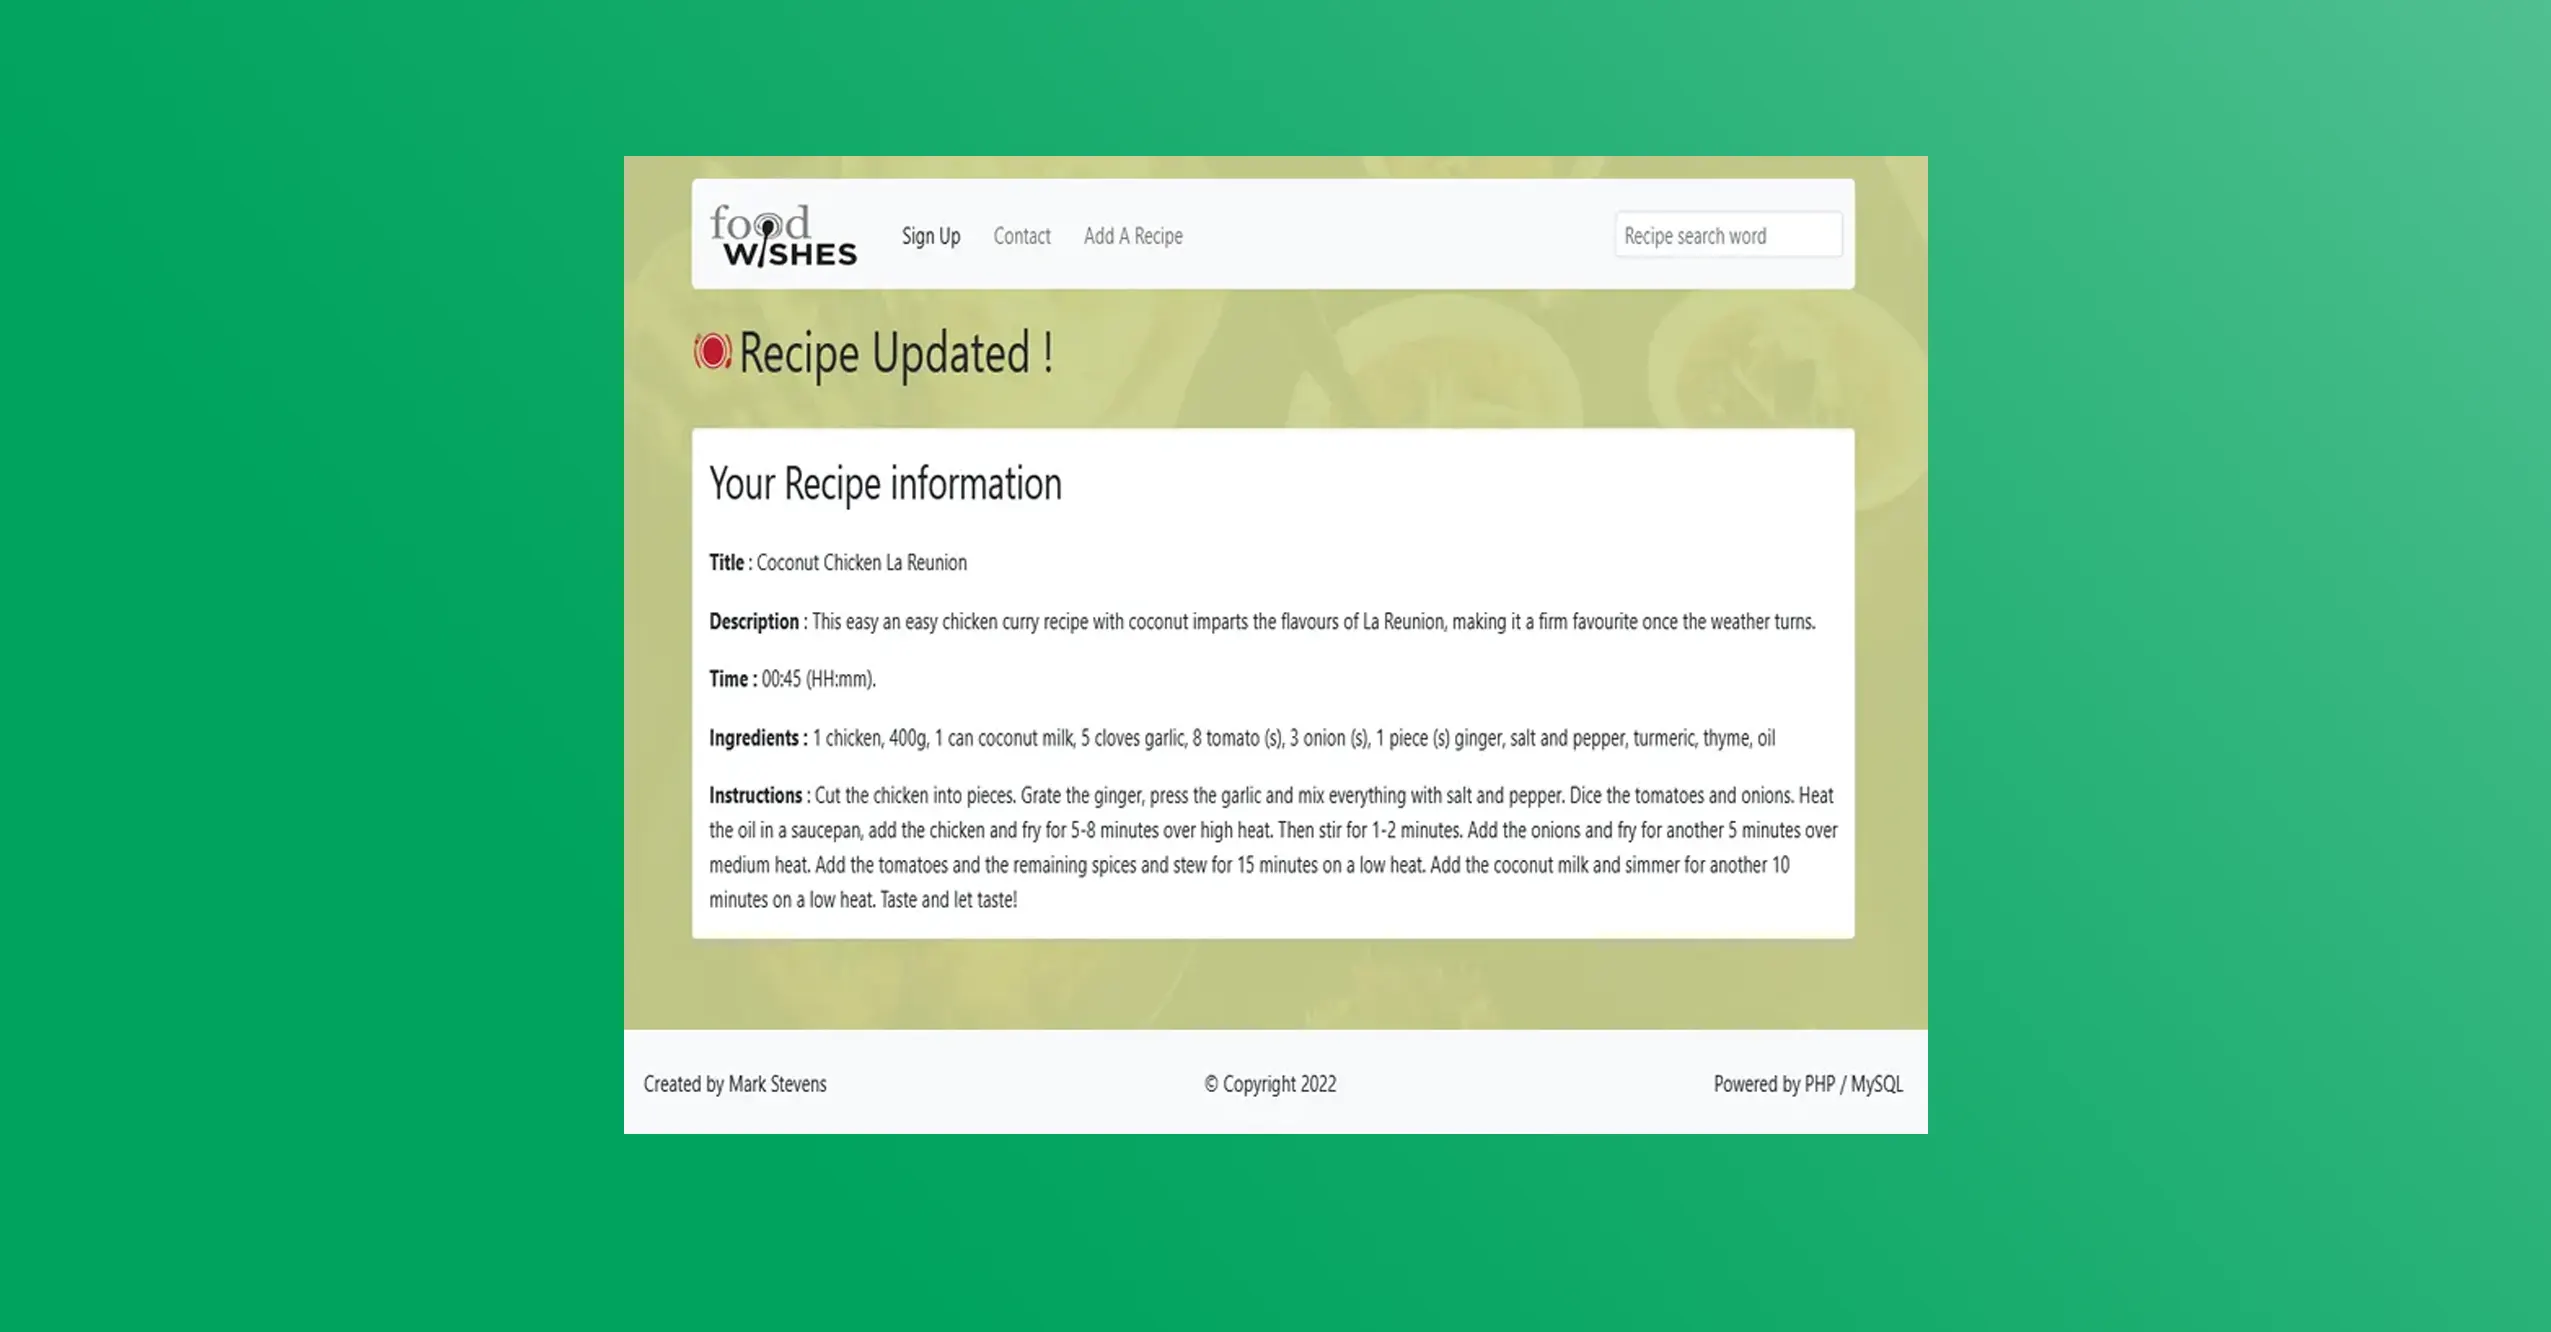 food
WISHES
Sign Up
Contact
Add A Recipe
Recipe search word
Recipe Updated !
Your Recipe information
Title : Coconut Chicken La Reunion
Description : This easy an easy chicken curry recipe with coconut imparts the flavours of La Reunion, making it a firm favourite once the weather turns.
Time : 00:45 (HH:mm).
Ingredients : 1 chicken, 400g, 1 can coconut milk, 5 cloves garlic, 8 tomato (s), 3 onion (s), 1 piece (s) ginger, salt and pepper, turmeric, thyme, oil
Instructions : Cut the chicken into pieces. Grate the ginger, press the garlic and mix everything with salt and pepper. Dice the tomatoes and onions. Heat
the oil in a saucepan, add the chicken and fry for 5-8 minutes over high heat. Then stir for 1-2 minutes. Add the onions and fry for another 5 minutes over
medium heat. Add the tomatoes and the remaining spices and stew for 15 minutes on a low heat. Add the coconut milk and simmer for another 10
minutes on a low heat. Taste and let taste!
Created by Mark Stevens
© Copyright 2022
Powered by PHP / MySQL